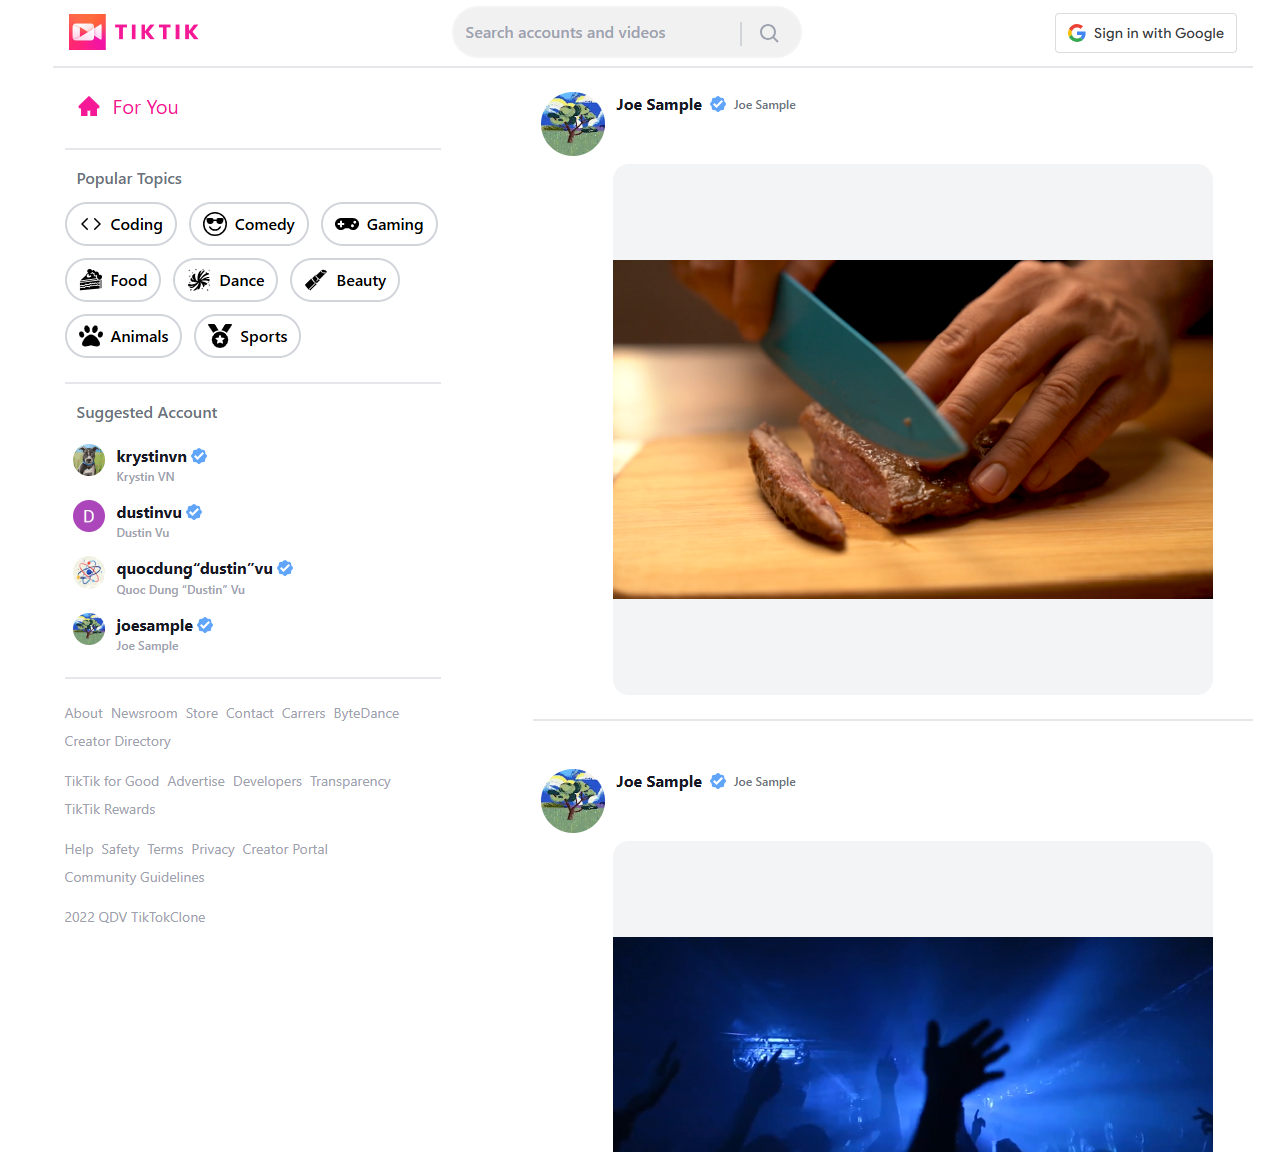 TIKTIK
Search accounts and videos
Sign in with Google
For You
Popular Topics
Coding
Comedy
Gaming
Food
Dance
Beauty
Animals
Sports
Suggested Account
krystinvn
Krystin VN
D
dustinvu
Dustin Vu
quocdung“dustin”vu
Quoc Dung “Dustin” Vu
joesample
Joe Sample
About Newsroom Store Contact Carrers ByteDance
Creator Directory
TikTik for Good Advertise Developers Transparency
TikTik Rewards
Help Safety Terms Privacy Creator Portal
Community Guidelines
2022 QDV TikTokClone
Joe Sample Joe Sample
Joe Sample Joe Sample